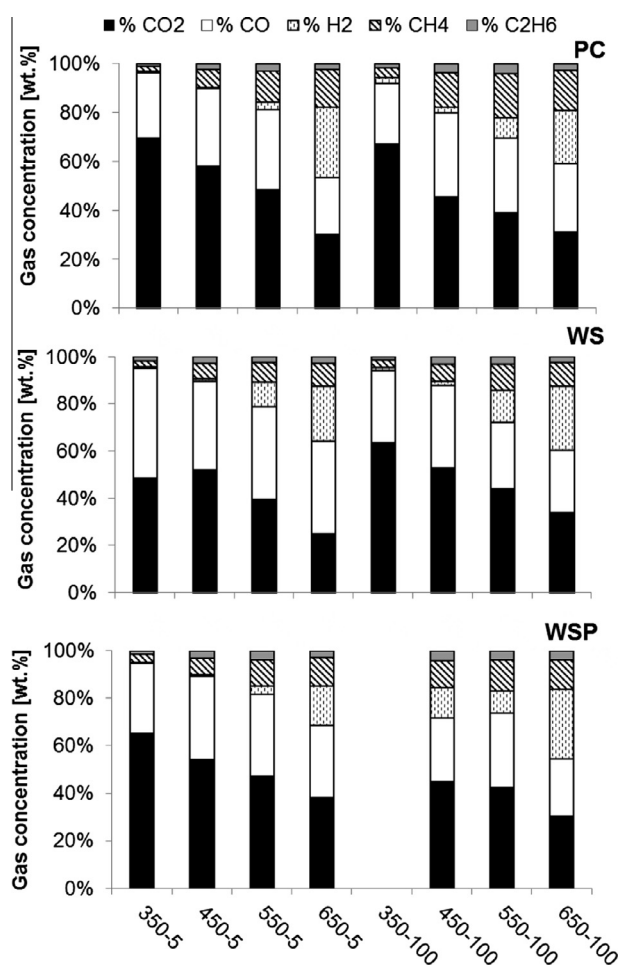 % CO2 % CO % H2 % CH4 % C2H6
PC
Gas concentration [wt.%]
100%
80%
60%
40%
20%
0%
WS
Gas concentration [wt.%]
100%
80%
60%
40%
20%
0%
WSP
Gas concentration [wt.%]
100%
80%
60%
40%
20%
0%
350-5 450-5 550-5 650-5 350-100 450-100 550-100 650-100